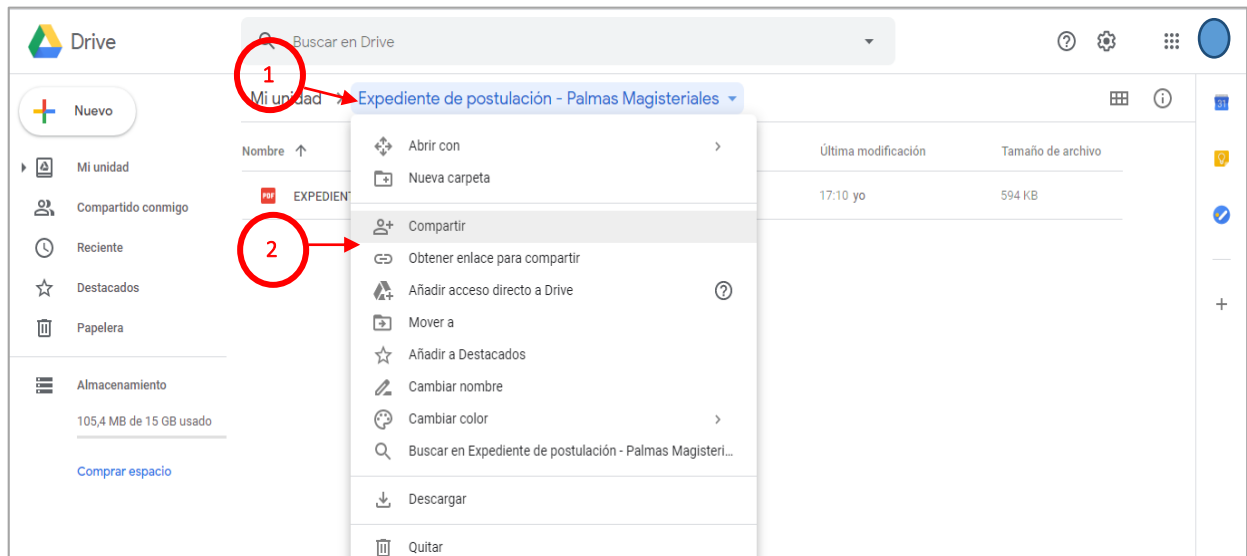 Drive
Buscar en Drive
1
Mi unidad > Expediente de postulación - Palmas Magisteriales
Nuevo
Nombre
Última modificación
Tamaño de archivo
Abrir con
Mi unidad
Nueva carpeta
PDF
EXPEDIENT
17:10 yo
594 KB
Compartido conmigo
Compartir
2
Reciente
Obtener enlace para compartir
Destacados
Añadir acceso directo a Drive
Papelera
Mover a
Añadir a Destacados
Almacenamiento
Cambiar nombre
105,4 MB de 15 GB usado
Cambiar color
Buscar en Expediente de postulación - Palmas Magisteri...
Comprar espacio
Descargar
Quitar
31